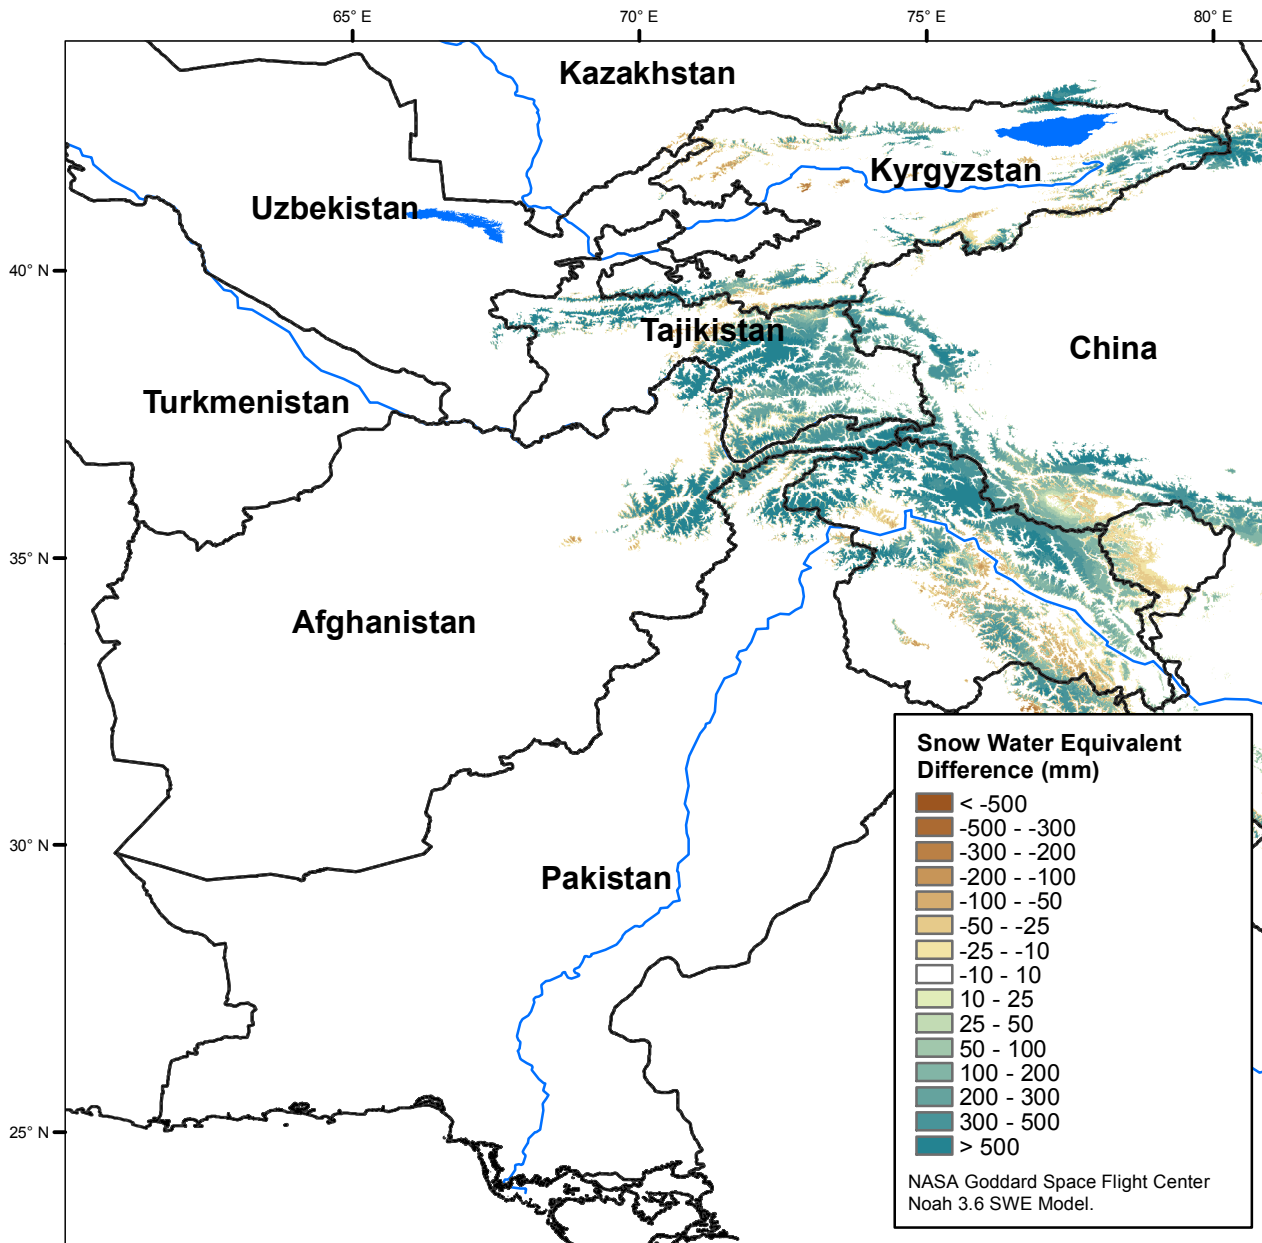 65° E
70° E
75° E
80° E
Kazakhstan
Kyrgyzstan
Uzbekistan
40° N
Tajikistan
China
Turkmenistan
35° N
Afghanistan
Snow Water Equivalent
Difference (mm)
< -500
-500 - -300
-300 - -200
-200 - -100
-100 - -50
-50 - -25
-25 - -10
-10 - 10
10 - 25
25 - 50
50 - 100
100 - 200
200 - 300
300 - 500
> 500
NASA Goddard Space Flight Center
Noah 3.6 SWE Model.
30° N
Pakistan
25° N